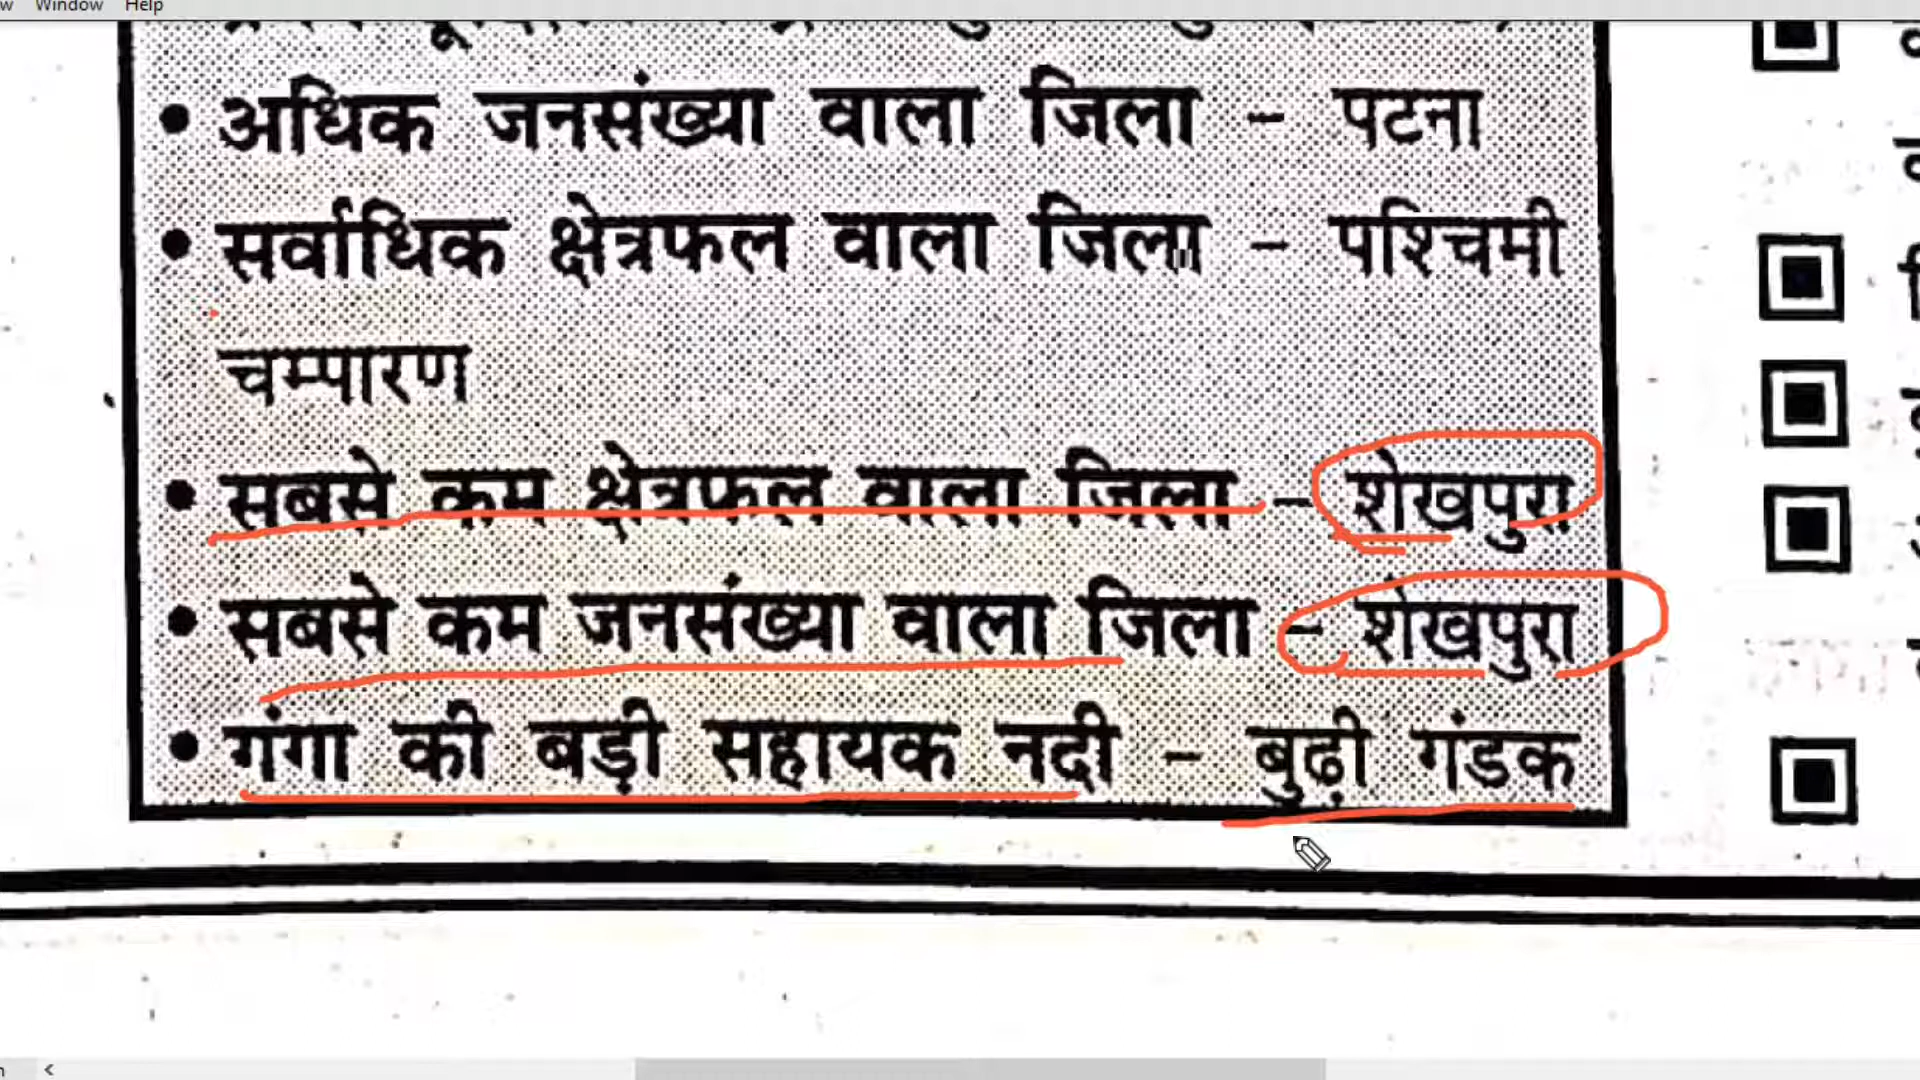 Window Help
• अधिक जनसंख्या वाला जिला – पटना
• सर्वाधिक क्षेत्रफल वाला जिला – पश्चिमी
चम्पारण
• सबसे कम क्षेत्रफल वाला जिला – शेखपुरा
• सबसे कम जनसंख्या वाला जिला – शेखपुरा
• गंगा की बड़ी सहायक नदी – बुढ़ी गंडक